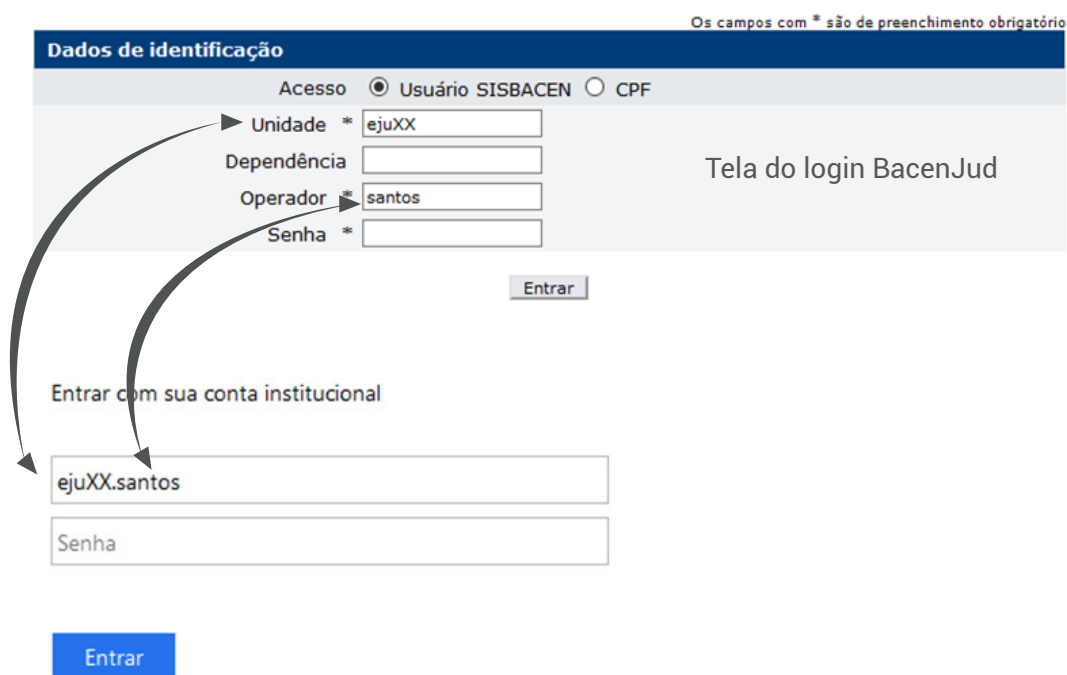 Os campos com * são de preenchimento obrigatório
Dados de identificação
Acesso Usuário SISBACEN CPF
Unidade * ejuXX
Dependência
Tela do login BacenJud
Operador * santos
Senha *
Entrar
Entrar com sua conta institucional
ejuXX.santos
Senha
Entrar